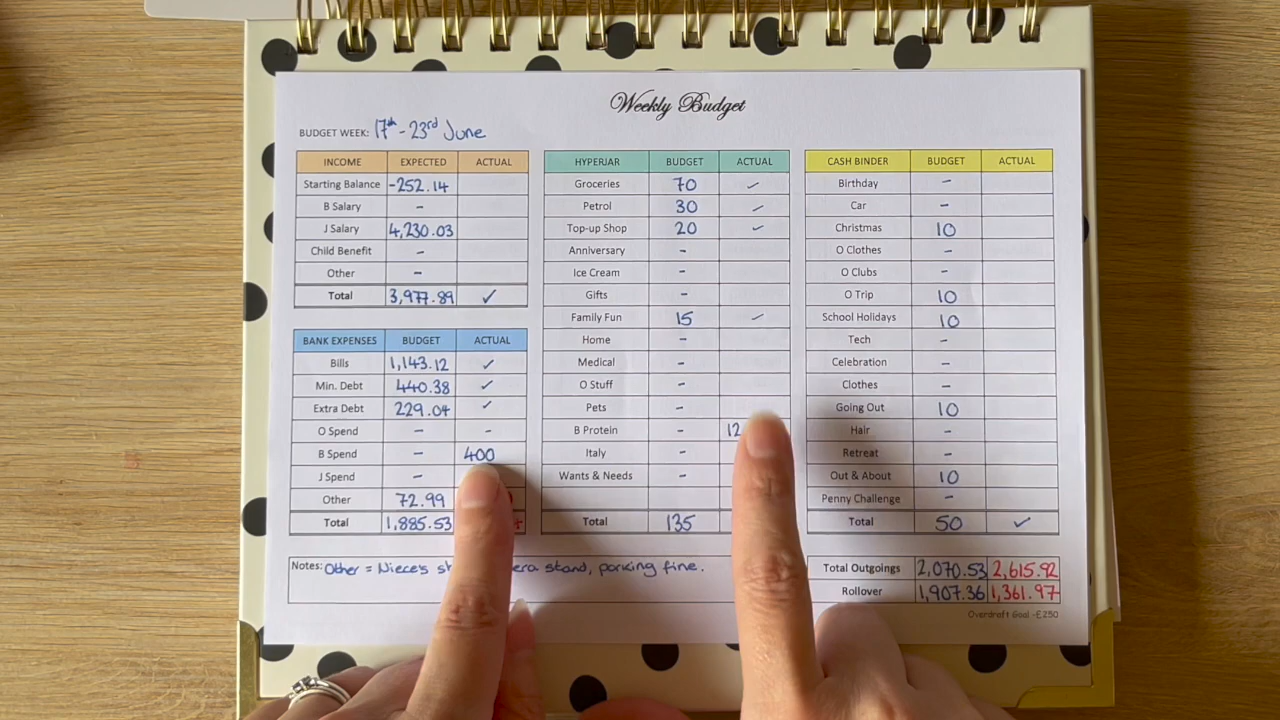 Weekly Budget
BUDGET WEEK: 17th - 23rd June
INCOME EXPECTED ACTUAL
Starting Balance -252.14
B Salary -
J Salary 4,230.03
Child Benefit -
Other -
Total 3,977.89 ✓
BANK EXPENSES BUDGET ACTUAL
Bills 1,143.12 ✓
Min. Debt 440.38 ✓
Extra Debt 229.04 ✓
O Spend - -
B Spend - 400
J Spend -
Other 72.99
Total 1,885.53
HYPERJAR BUDGET ACTUAL
Groceries 70 ✓
Petrol 30 ✓
Top-up Shop 20 ✓
Anniversary -
Ice Cream -
Gifts -
Family Fun 15 ✓
Home -
Medical -
O Stuff -
Pets -
B Protein -
Italy -
Wants & Needs -
Total 135
CASH BINDER BUDGET ACTUAL
Birthday -
Car -
Christmas 10
O Clothes -
O Clubs -
O Trip 10
School Holidays 10
Tech -
Celebration -
Clothes -
Going Out 10
Hair -
Retreat -
Out & About 10
Penny Challenge -
Total 50 ✓
Notes: Other = Niece's stand, parking fine.
Total Outgoings 2,070.53 2,615.92
Rollover 1,907.36 1,361.97
Overdraft Goal -£250